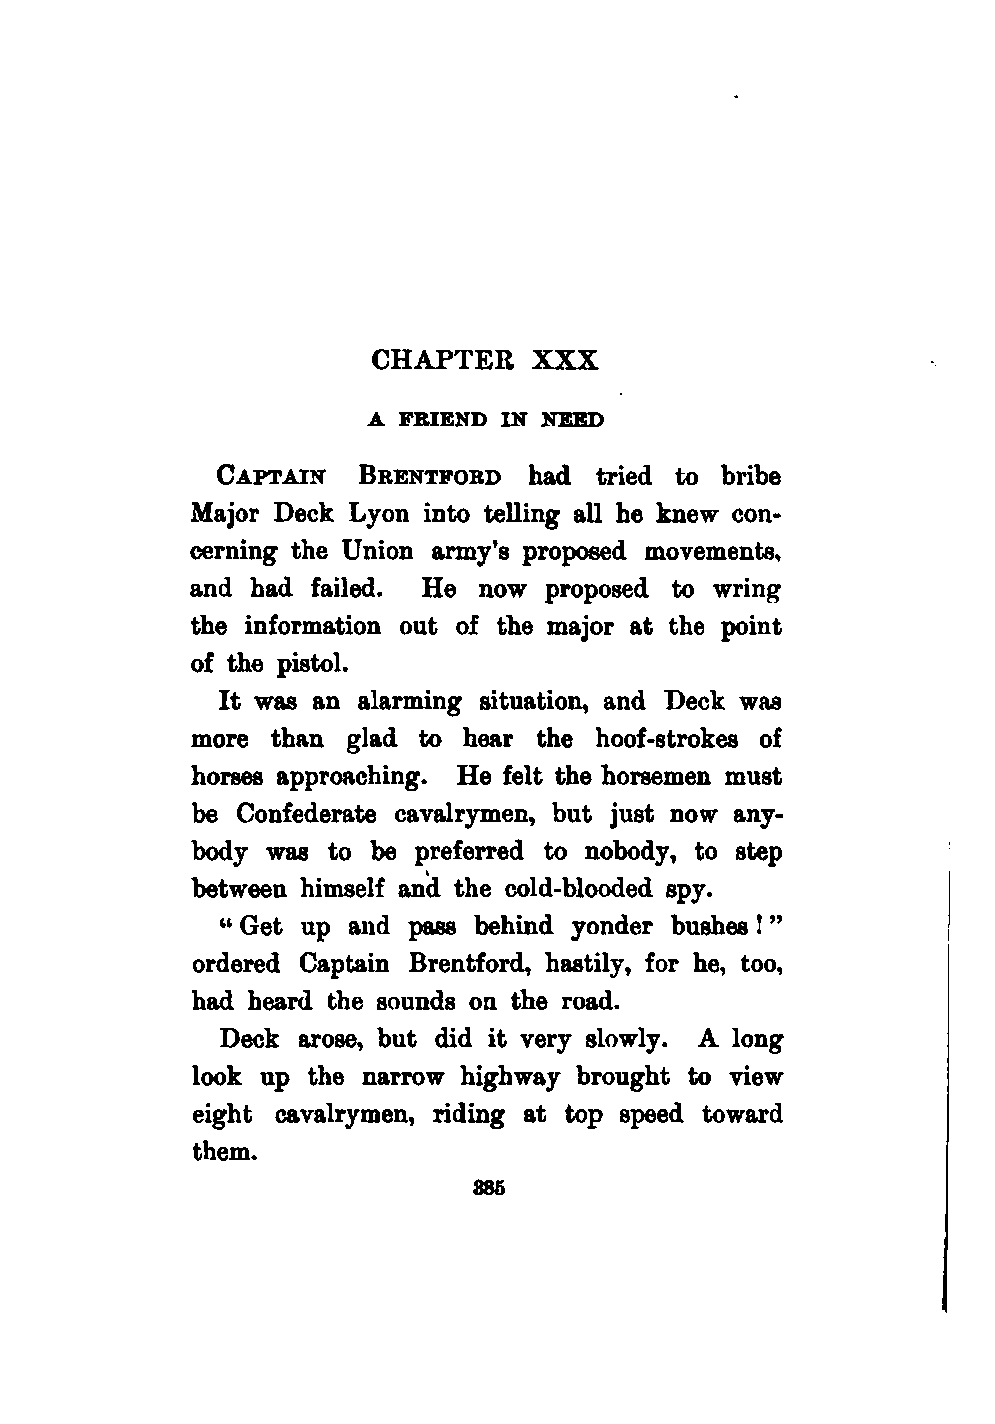 CHAPTER XXX
A FRIEND IN NEED
CAPTAIN BRENTFORD had tried to bribe
Major Deck Lyon into telling all he knew con-
cerning the Union army's proposed movements,
and had failed. He now proposed to wring
the information out of the major at the point
of the pistol.
It was an alarming situation, and Deck was
more than glad to hear the hoof-strokes of
horses approaching. He felt the horsemen must
be Confederate cavalrymen, but just now any-
body was to be preferred to nobody, to step
between himself and the cold-blooded spy.
“Get up and pass behind yonder bushes!”
ordered Captain Brentford, hastily, for he, too,
had heard the sounds on the road.
Deck arose, but did it very slowly. A long
look up the narrow highway brought to view
eight cavalrymen, riding at top speed toward
them.
385